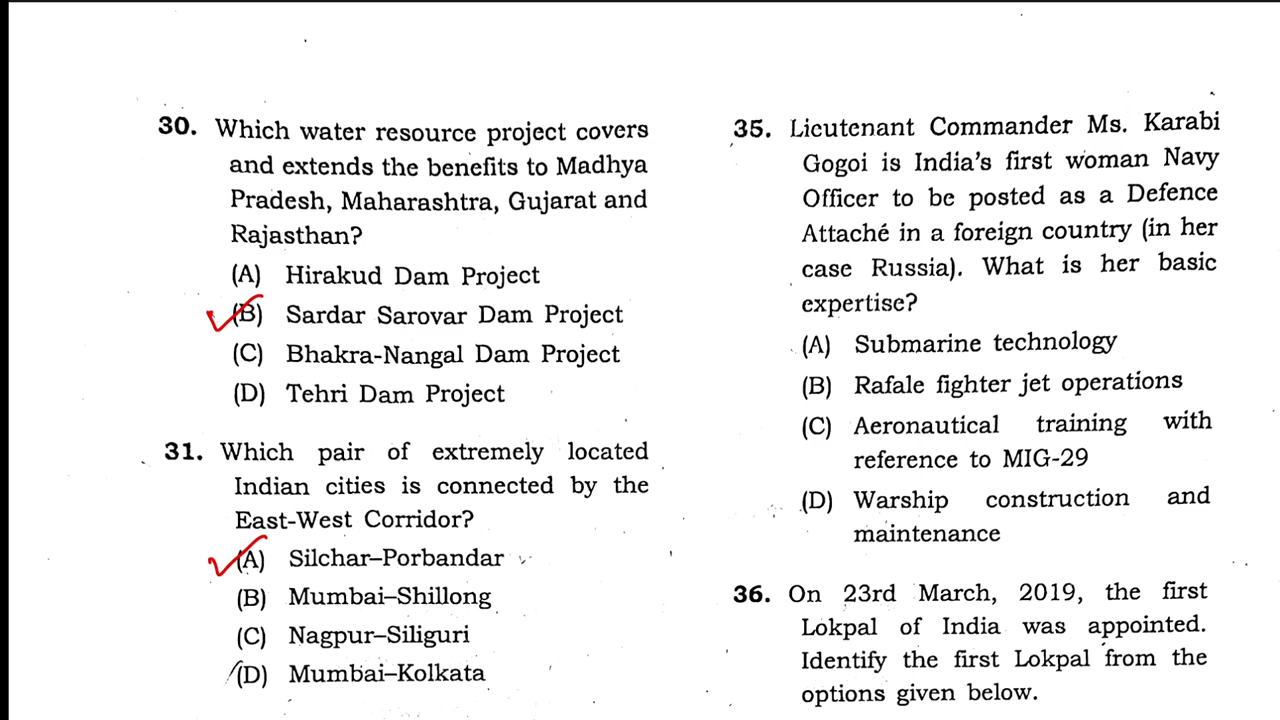 30. Which water resource project covers
and extends the benefits to Madhya
Pradesh, Maharashtra, Gujarat and
Rajasthan?
(A) Hirakud Dam Project
(B) Sardar Sarovar Dam Project
(C) Bhakra-Nangal Dam Project
(D) Tehri Dam Project
31. Which pair of extremely located
Indian cities is connected by the
East-West Corridor?
(A) Silchar–Porbandar
(B) Mumbai–Shillong
(C) Nagpur–Siliguri
(D) Mumbai–Kolkata
35. Lieutenant Commander Ms. Karabi
Gogoi is India's first woman Navy
Officer to be posted as a Defence
Attaché in a foreign country (in her
case Russia). What is her basic
expertise?
(A) Submarine technology
(B) Rafale fighter jet operations
(C) Aeronautical training with
reference to MIG-29
(D) Warship construction and
maintenance
36. On 23rd March, 2019, the first
Lokpal of India was appointed.
Identify the first Lokpal from the
options given below.